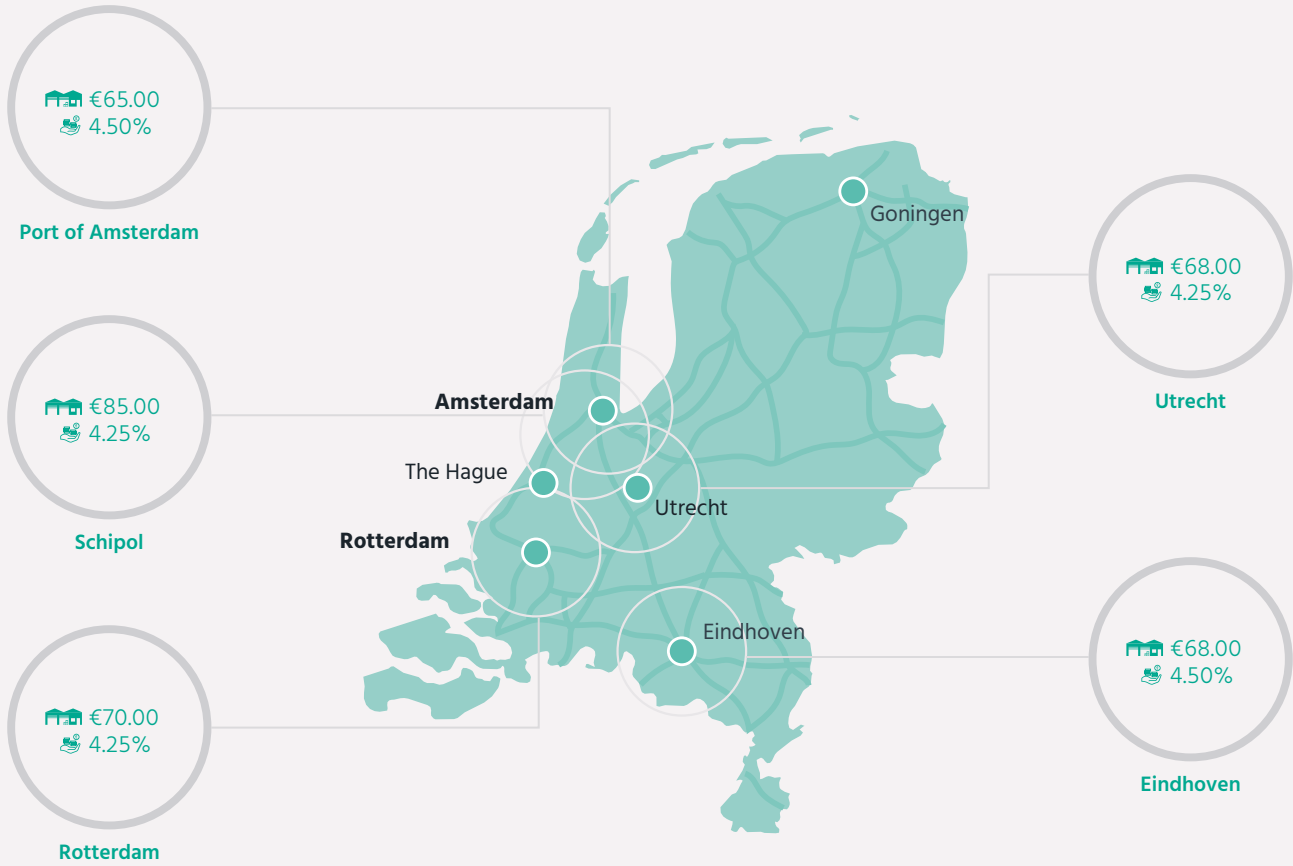 €65.00
4.50%
Port of Amsterdam
€85.00
4.25%
Schipol
€70.00
4.25%
Rotterdam
Goningen
Amsterdam
The Hague
Utrecht
Rotterdam
Eindhoven
€68.00
4.25%
Utrecht
€68.00
4.50%
Eindhoven